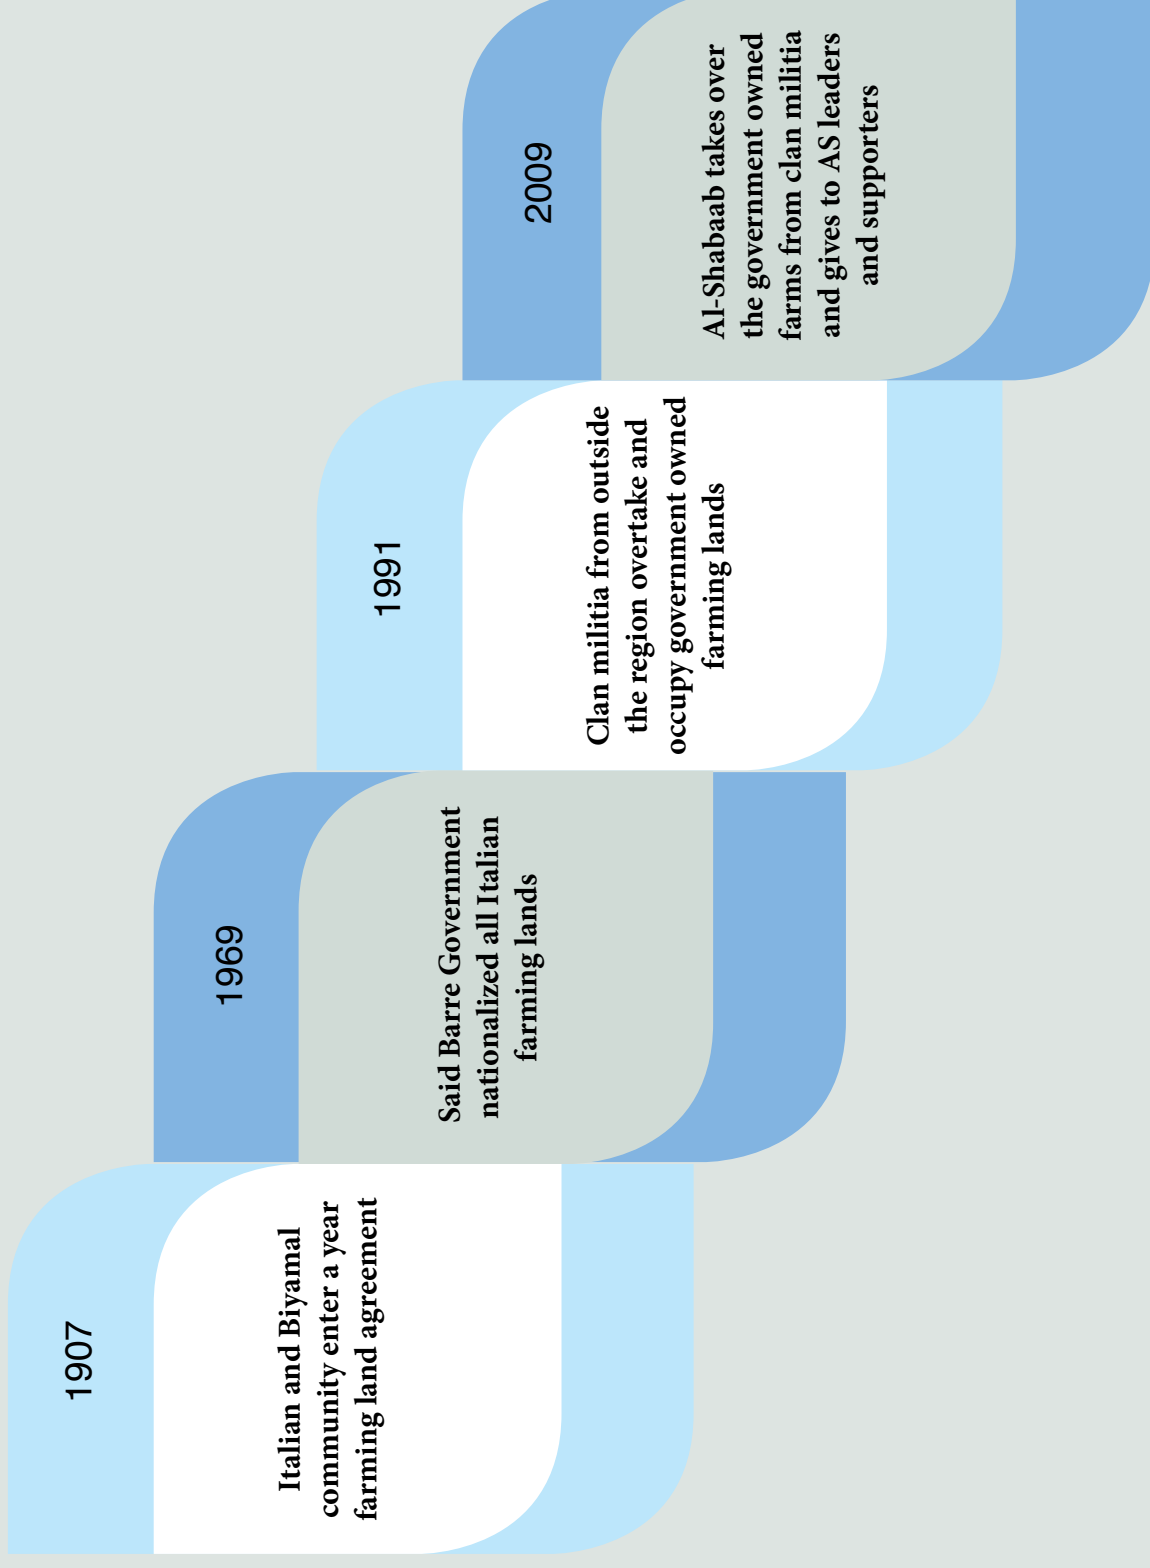 1907
Italian and Biyamal
community enter a year
farming land agreement
1969
Said Barre Government
nationalized all Italian
farming lands
1991
Clan militia from outside
the region overtake and
occupy government owned
farming lands
2009
Al-Shabaab takes over
the government owned
farms from clan militia
and gives to AS leaders
and supporters